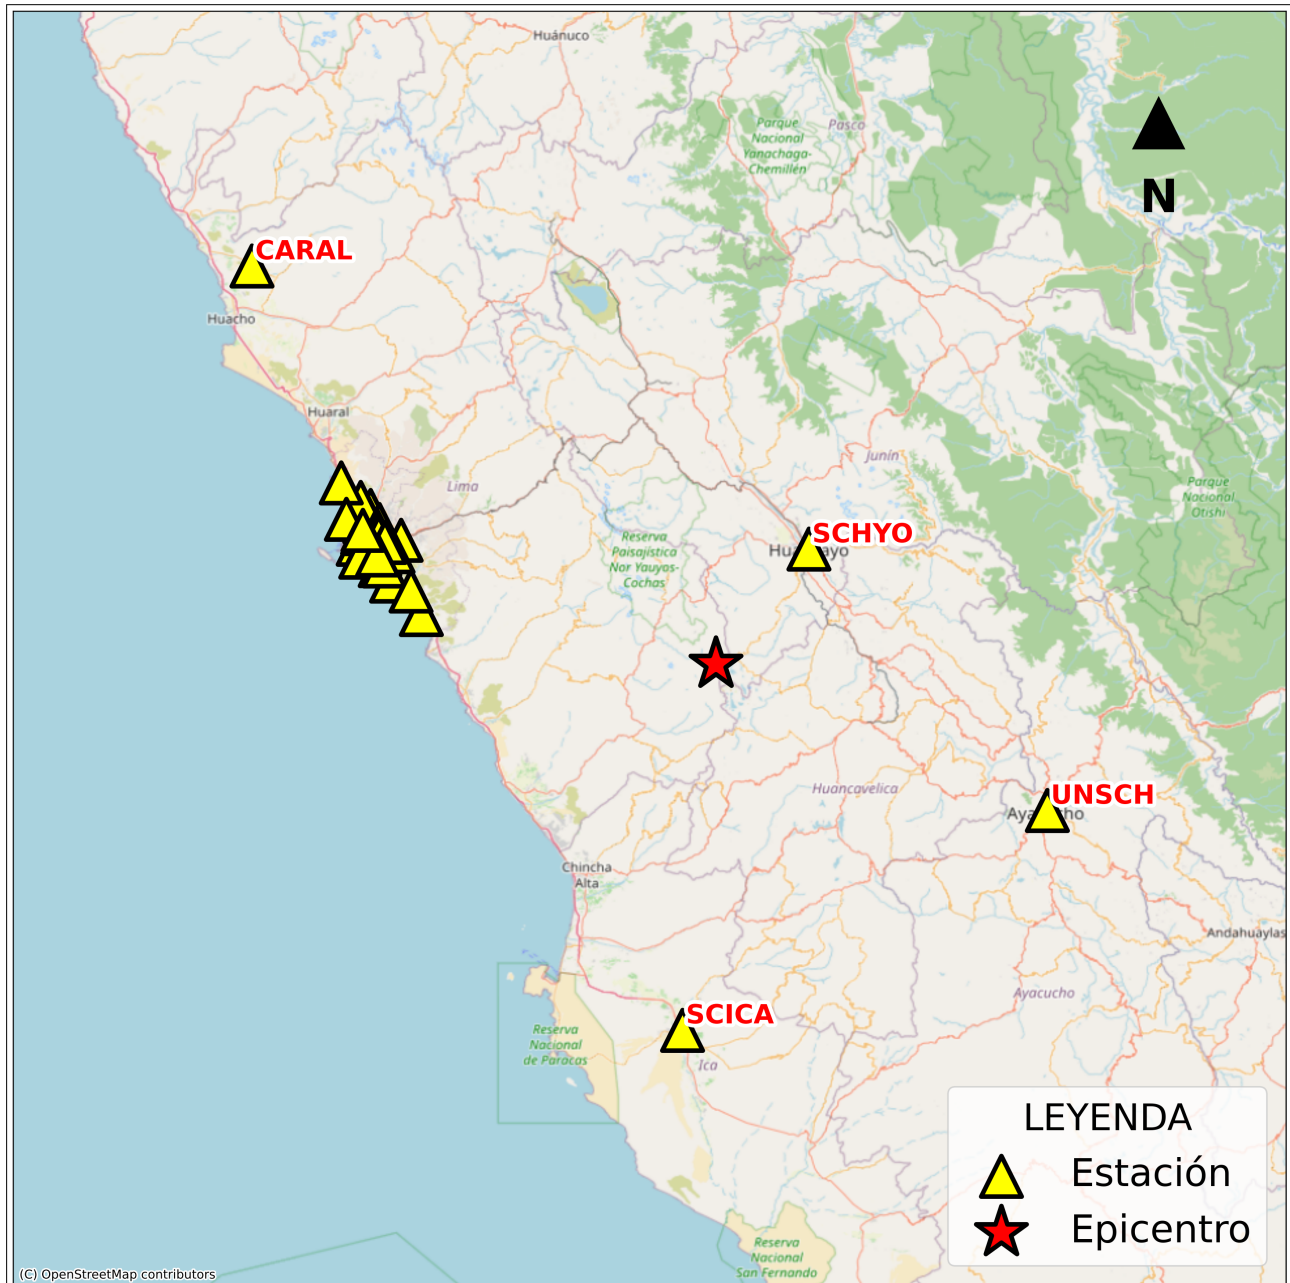 Huánuco
Parque
Nacional
Yanachaga-
Chemillén
Pasco
N
CARAL
Huacho
Huaral
Lima
Junín
Parque
Nacional
Otishi
Reserva
Paisajística
Nor Yauyos-
Cochas
SCHYO
Huancavelica
UNSCH
Chincha
Alta
Andahuaylas
Ayacucho
SCICA
Reserva
Nacional
de Paracas
Ica
LEYENDA
Estación
Epicentro
Reserva
Nacional
San Fernando
(C) OpenStreetMap contributors